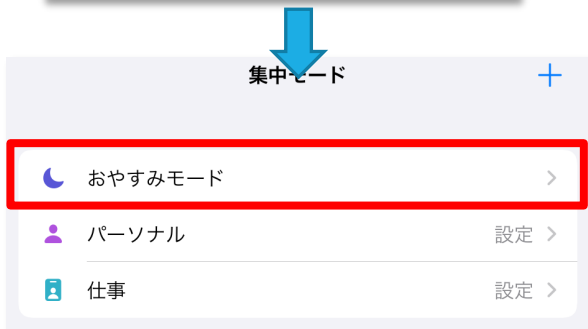 集中モード
おやすみモード
パーソナル 設定
仕事 設定